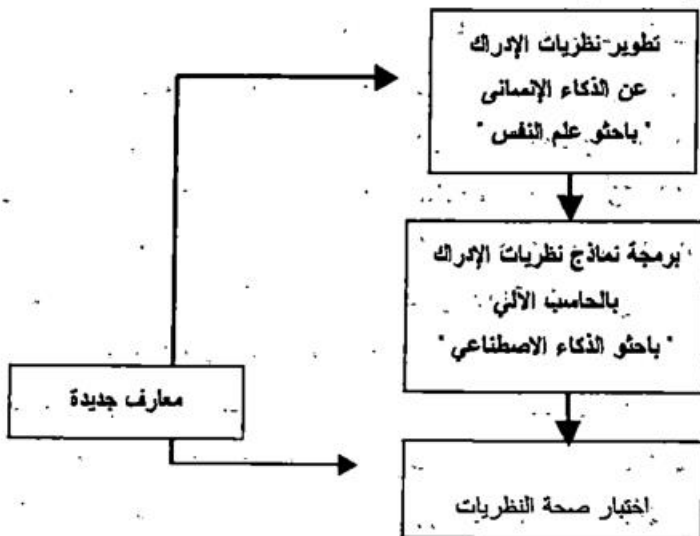 تطوير نظريات الإدراك
عن الذكاء الإنسانى
"باحثو علم النفس"
برمجة نماذج نظريات الإدراك
بالحاسب الآلي
"باحثو الذكاء الاصطناعي"
معارف جديدة
اختبار صحة النظريات